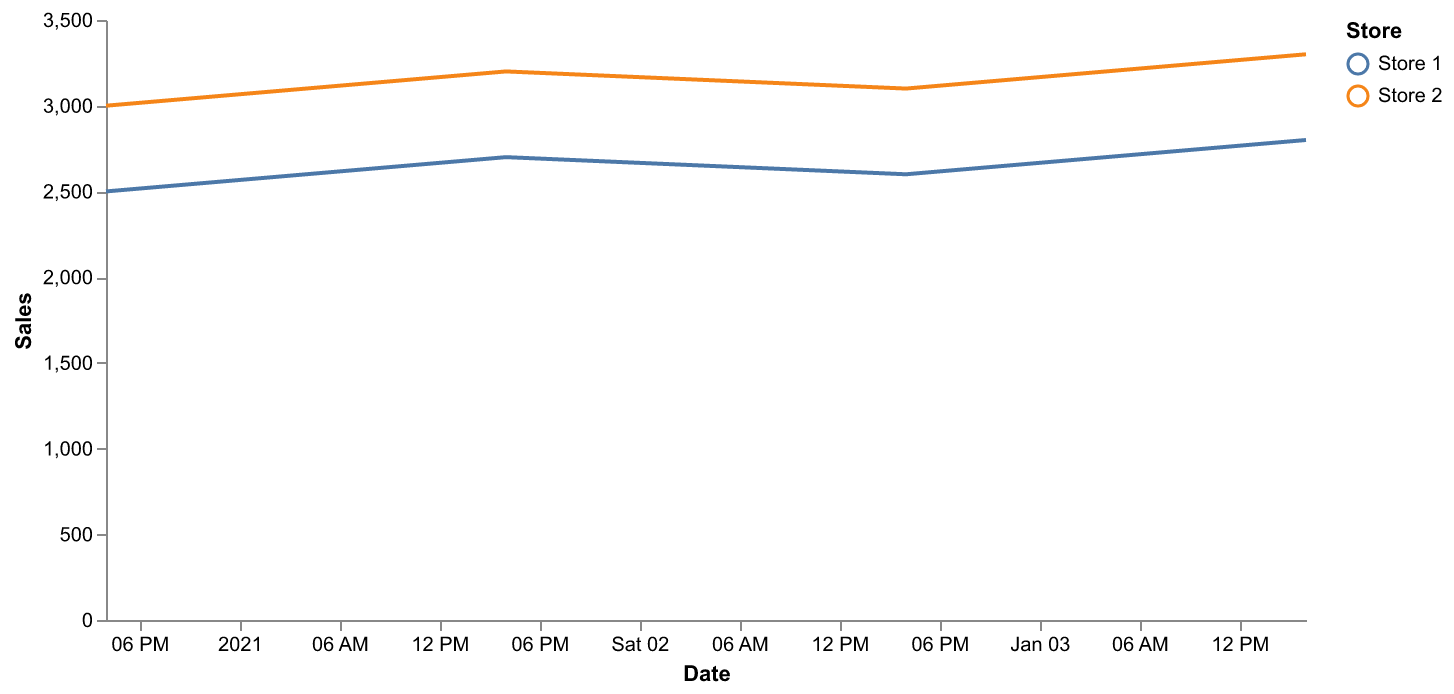 3,500
3,000
2,500
2,000
1,500
1,000
500
0
Sales
06 PM 2021 06 AM 12 PM 06 PM Sat 02 06 AM 12 PM 06 PM Jan 03 06 AM 12 PM
Date
Store
Store 1
Store 2